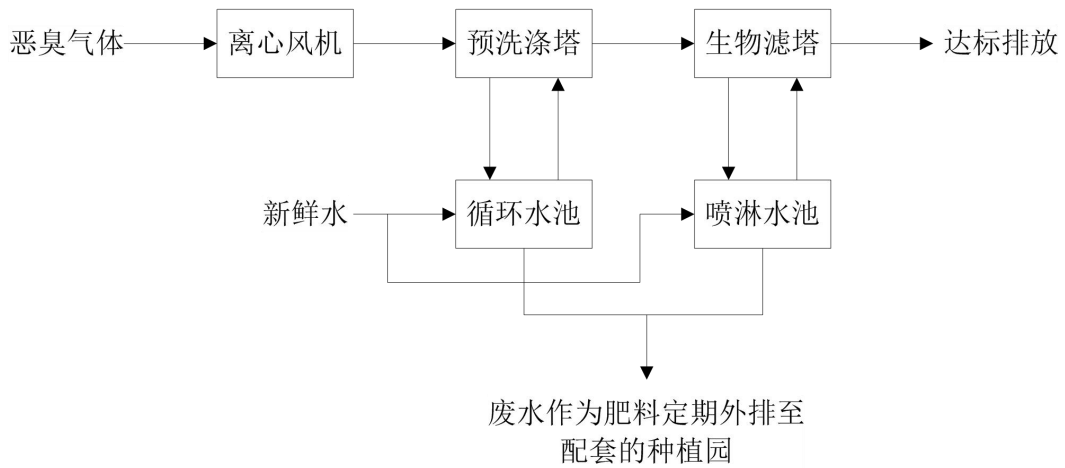 恶臭气体
离心风机
预洗涤塔
生物滤塔
达标排放
新鲜水
循环水池
喷淋水池
废水作为肥料定期外排至
配套的种植园